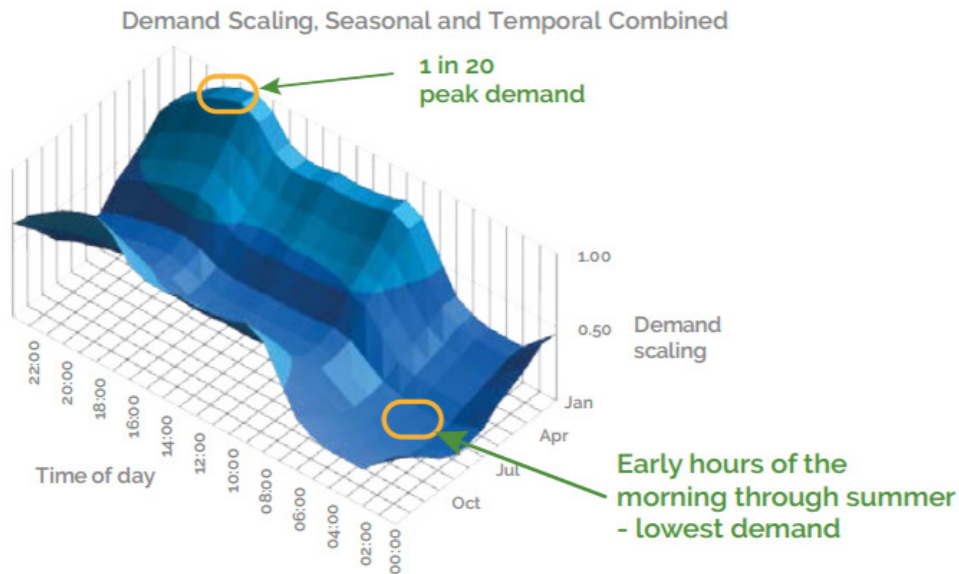 Demand Scaling, Seasonal and Temporal Combined
1 in 20
peak demand
1.00
0.50
Demand
scaling
Jan
Apr
Jul
Oct
22:00
20:00
18:00
16:00
14:00
12:00
10:00
08:00
06:00
04:00
02:00
00:00
Time of day
Early hours of the
morning through summer
- lowest demand